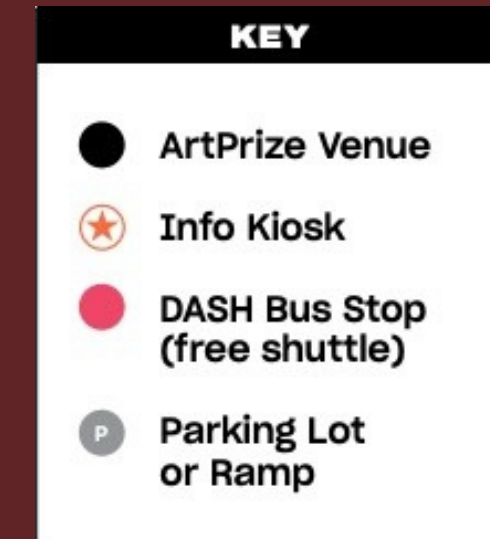 KEY
ArtPrize Venue
Info Kiosk
DASH Bus Stop
(free shuttle)
P
Parking Lot
or Ramp